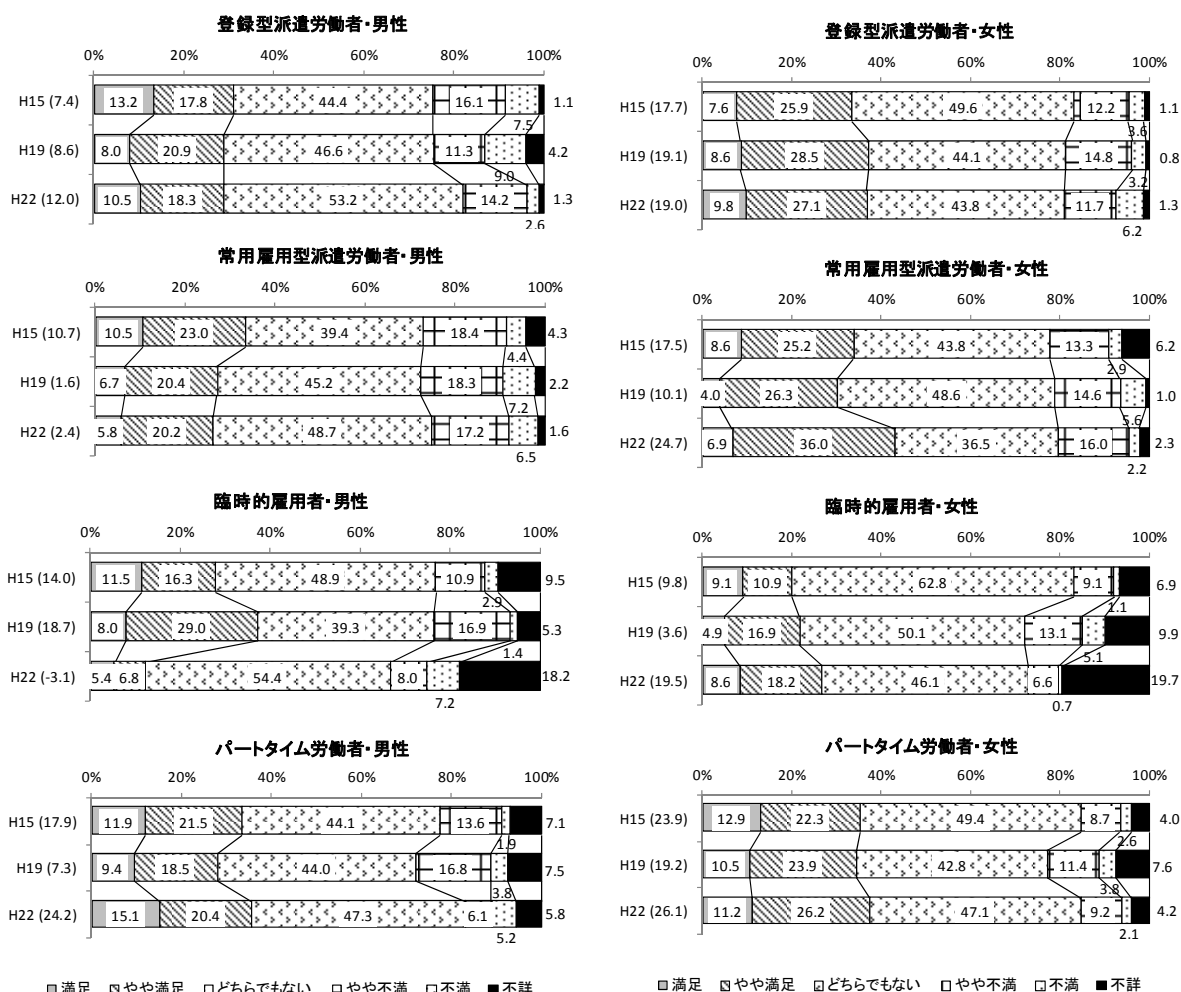 登録型派遣労働者・男性
0% 20% 40% 60% 80% 100%
H15 (7.4) 13.2 17.8 44.4 16.1 1.1
7.5
H19 (8.6) 8.0 20.9 46.6 11.3 4.2
9.0
H22 (12.0) 10.5 18.3 53.2 14.2 1.3
2.6
常用雇用型派遣労働者・男性
0% 20% 40% 60% 80% 100%
H15 (10.7) 10.5 23.0 39.4 18.4 4.3
4.4
H19 (1.6) 6.7 20.4 45.2 18.3 2.2
7.2
H22 (2.4) 5.8 20.2 48.7 17.2 1.6
6.5
臨時的雇用者・男性
0% 20% 40% 60% 80% 100%
H15 (14.0) 11.5 16.3 48.9 10.9 9.5
2.9
H19 (18.7) 8.0 29.0 39.3 16.9 5.3
1.4
H22 (-3.1) 5.4 6.8 54.4 8.0 18.2
7.2
パートタイム労働者・男性
0% 20% 40% 60% 80% 100%
H15 (17.9) 11.9 21.5 44.1 13.6 7.1
1.9
H19 (7.3) 9.4 18.5 44.0 16.8 7.5
3.8
H22 (24.2) 15.1 20.4 47.3 6.1 5.8
5.2
満足 やや満足 どちらでもない やや不満 不満 不詳
登録型派遣労働者・女性
0% 20% 40% 60% 80% 100%
H15 (17.7) 7.6 25.9 49.6 12.2 1.1
3.6
H19 (19.1) 8.6 28.5 44.1 14.8 0.8
3.2
H22 (19.0) 9.8 27.1 43.8 11.7 1.3
6.2
常用雇用型派遣労働者・女性
0% 20% 40% 60% 80% 100%
H15 (17.5) 8.6 25.2 43.8 13.3 6.2
2.9
H19 (10.1) 4.0 26.3 48.6 14.6 1.0
5.6
H22 (24.7) 6.9 36.0 36.5 16.0 2.3
2.2
臨時的雇用者・女性
0% 20% 40% 60% 80% 100%
H15 (9.8) 9.1 10.9 62.8 9.1 6.9
1.1
H19 (3.6) 4.9 16.9 50.1 13.1 9.9
5.1
H22 (19.5) 8.6 18.2 46.1 6.6 19.7
0.7
パートタイム労働者・女性
0% 20% 40% 60% 80% 100%
H15 (23.9) 12.9 22.3 49.4 8.7 4.0
2.6
H19 (19.2) 10.5 23.9 42.8 11.4 7.6
3.8
H22 (26.1) 11.2 26.2 47.1 9.2 4.2
2.1
満足 やや満足 どちらでもない やや不満 不満 不詳